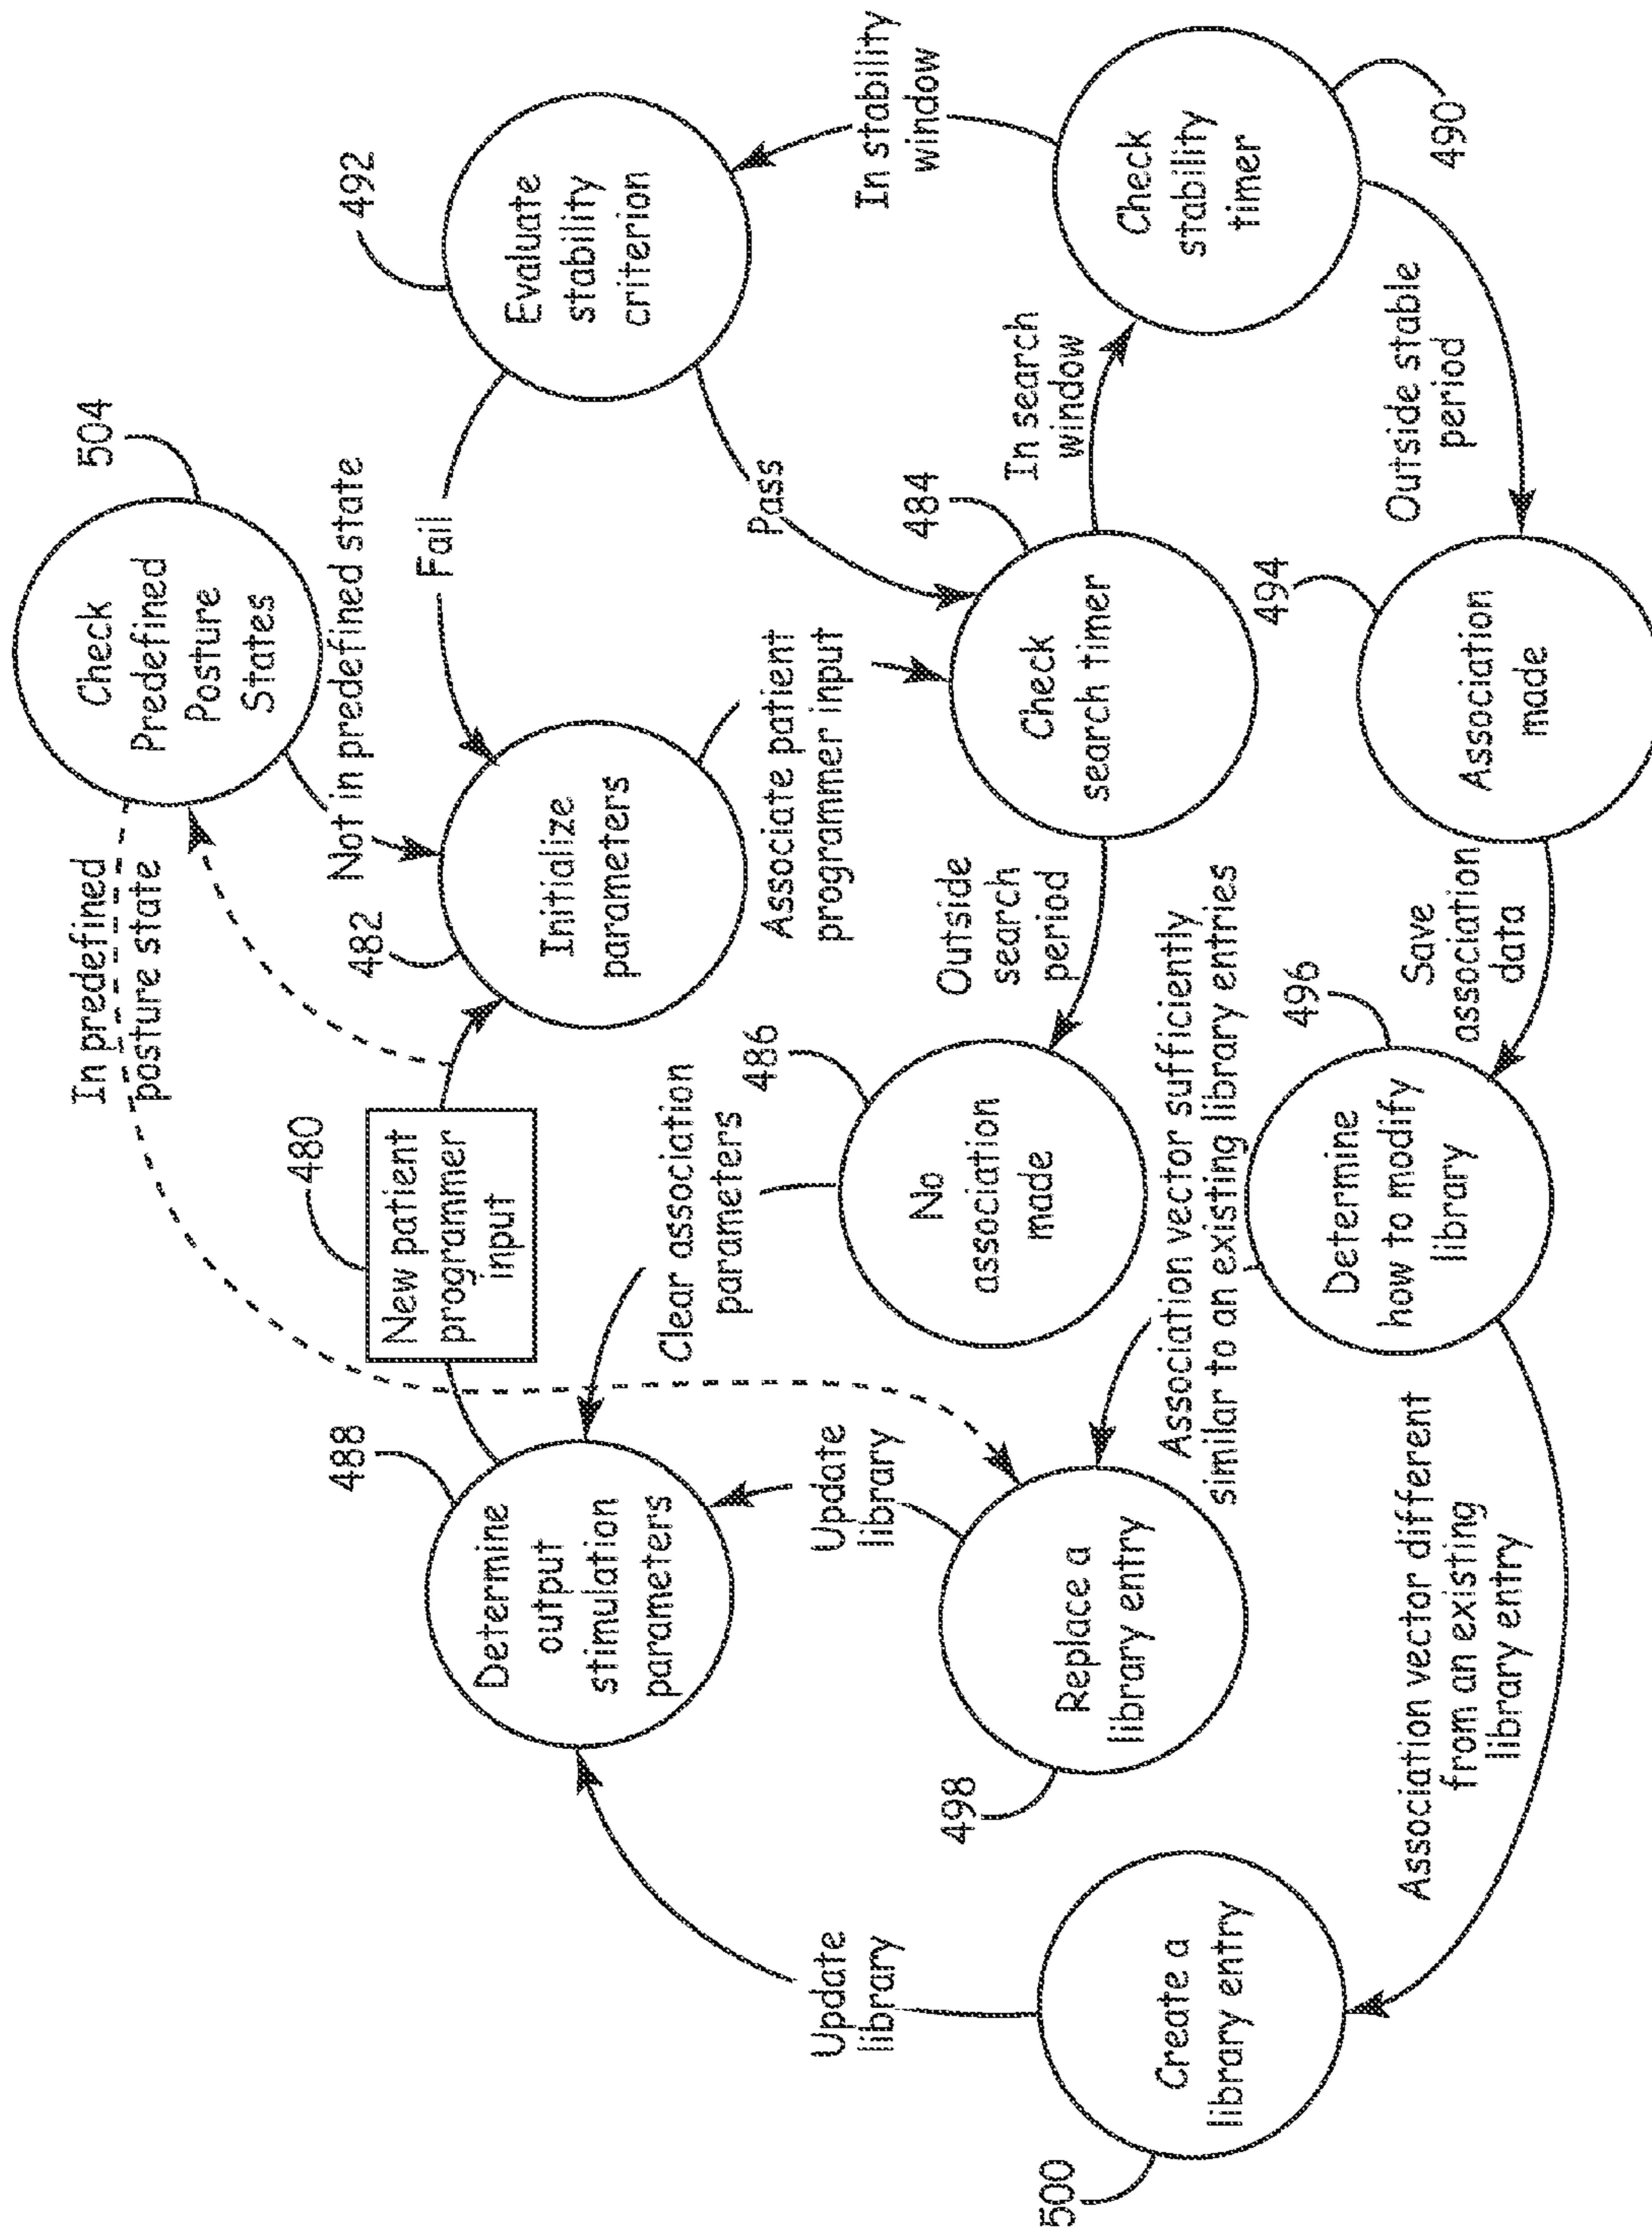 500
Create a
library entry
Update
library
488
Determine
output
stimulation
parameters
498
Replace a
library entry
Update
library
Association vector different
from an existing
library entry
480
New patient
programmer
input
In predefined
posture state
Clear association
parameters
486
No
association
made
Association vector sufficiently
similar to an existing library entries
496
Determine
how to modify
library
Save
association
data
Outside
search
period
482
Initialize
parameters
Associate patient
programmer input
504
Check
Predefined
Posture
States
Not in predefined state
Fail
Pass
484
Check
search timer
494
Association
made
In search
window
Outside stable
period
492
Evaluate
stability
criterion
In stability
window
Check
stability
timer
490